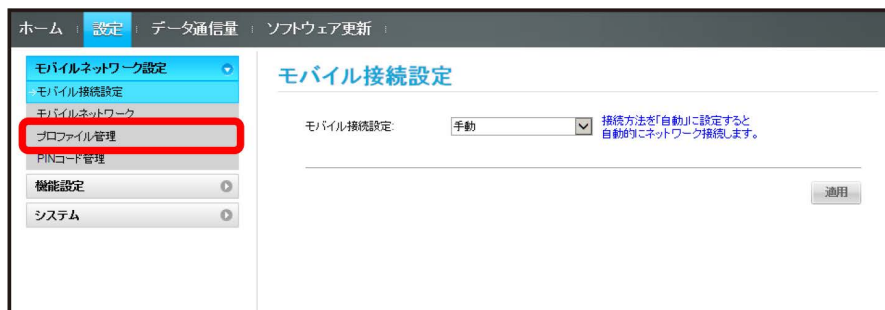 ホーム 設定 データ通信量 ソフトウェア更新
モバイルネットワーク設定
モバイル接続設定
モバイルネットワーク
プロファイル管理
PINコード管理
機能設定
システム
モバイル接続設定
モバイル接続設定: 手動
接続方法を「自動」に設定すると
自動的にネットワーク接続します。
適用